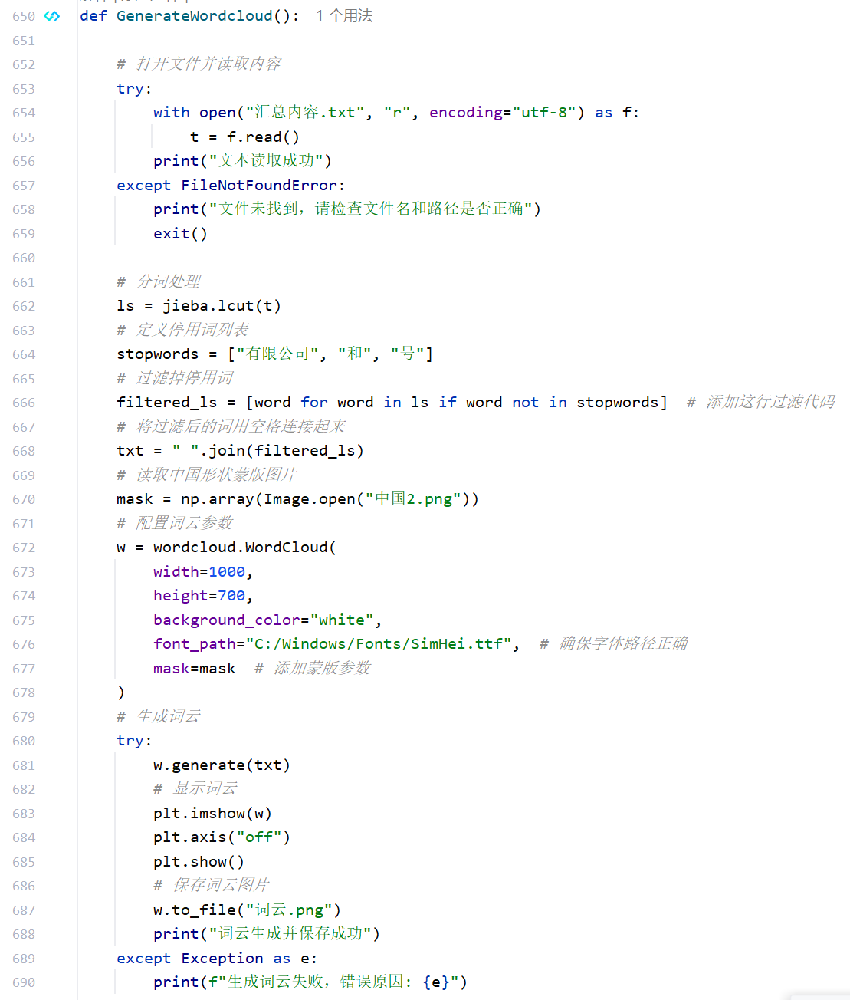 650 def GenerateWordcloud(): 1 个用法
651
652 # 打开文件并读取内容
653 try:
654 with open("汇总内容.txt", "r", encoding="utf-8") as f:
655 t = f.read()
656 print("文本读取成功")
657 except FileNotFoundError:
658 print("文件未找到，请检查文件名和路径是否正确")
659 exit()
660
661 # 分词处理
662 ls = jieba.lcut(t)
663 # 定义停用词列表
664 stopwords = ["有限公司", "和", "号"]
665 # 过滤掉停用词
666 filtered_ls = [word for word in ls if word not in stopwords] # 添加这行过滤代码
667 # 将过滤后的词用空格连接起来
668 txt = " ".join(filtered_ls)
669 # 读取中国形状蒙版图片
670 mask = np.array(Image.open("中国2.png"))
671 # 配置词云参数
672 w = wordcloud.WordCloud(
673 width=1000,
674 height=700,
675 background_color="white",
676 font_path="C:/Windows/Fonts/SimHei.ttf", # 确保字体路径正确
677 mask=mask # 添加蒙版参数
678 )
679 # 生成词云
680 try:
681 w.generate(txt)
682 # 显示词云
683 plt.imshow(w)
684 plt.axis("off")
685 plt.show()
686 # 保存词云图片
687 w.to_file("词云.png")
688 print("词云生成并保存成功")
689 except Exception as e:
690 print(f"生成词云失败，错误原因: {e}")